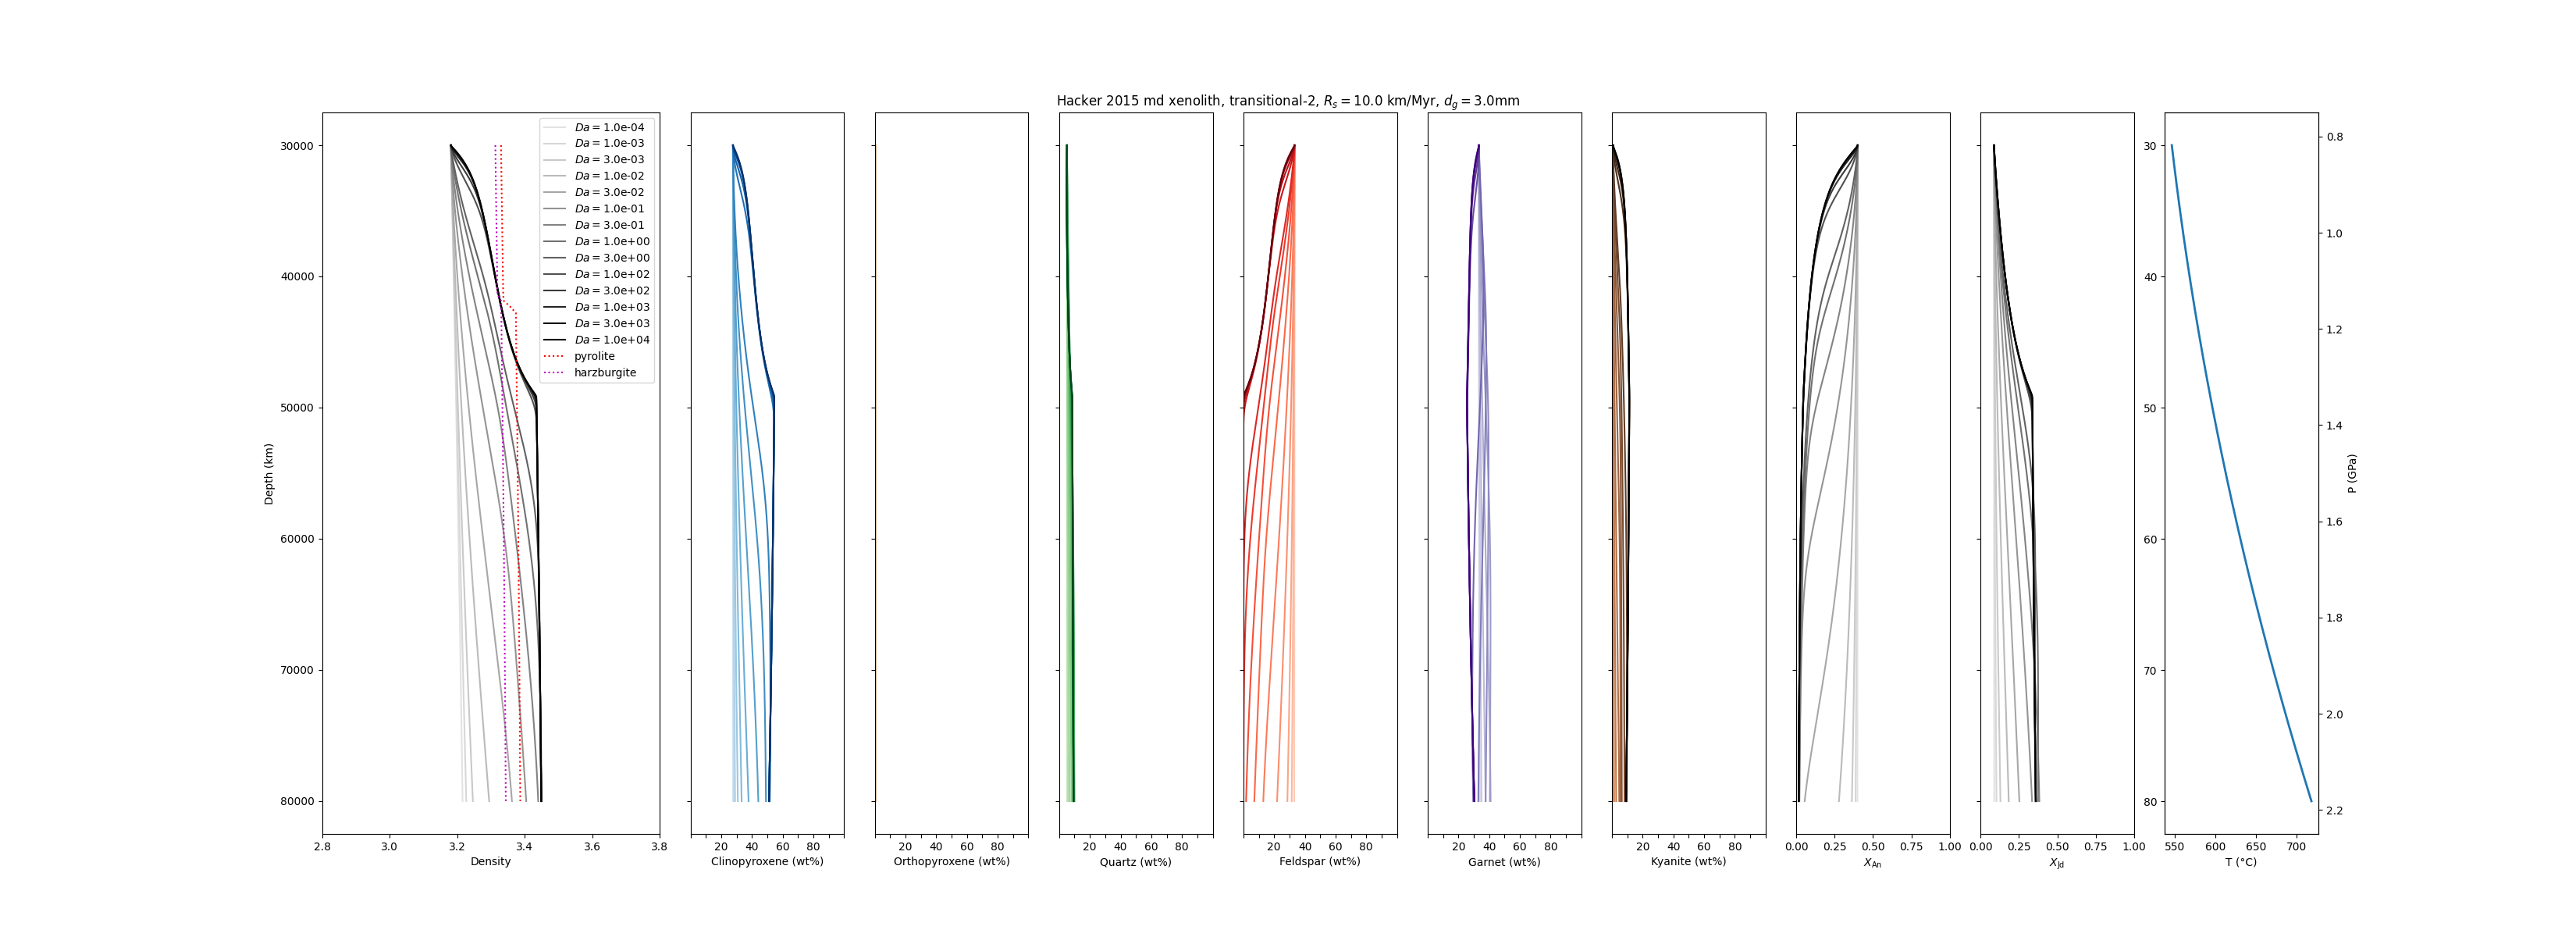 Hacker 2015 md xenolith, transitional-2, Rs = 10.0 km/Myr, dg = 3.0mm
Da = 1.0e-04
Da = 1.0e-03
Da = 3.0e-03
Da = 1.0e-02
Da = 3.0e-02
Da = 1.0e-01
Da = 3.0e-01
Da = 1.0e+00
Da = 3.0e+00
Da = 1.0e+02
Da = 3.0e+02
Da = 1.0e+03
Da = 3.0e+03
Da = 1.0e+04
pyrolite
harzburgite
Depth (km)
30000
40000
50000
60000
70000
80000
2.8 3.0 3.2 3.4 3.6 3.8
Density
20 40 60 80
Clinopyroxene (wt%)
20 40 60 80
Orthopyroxene (wt%)
20 40 60 80
Quartz (wt%)
20 40 60 80
Feldspar (wt%)
20 40 60 80
Garnet (wt%)
20 40 60 80
Kyanite (wt%)
0.00 0.25 0.50 0.75 1.00
XAn
0.00 0.25 0.50 0.75 1.00
XJd
30
40
50
60
70
80
550 600 650 700
T (°C)
0.8
1.0
1.2
1.4
1.6
1.8
2.0
2.2
P (GPa)